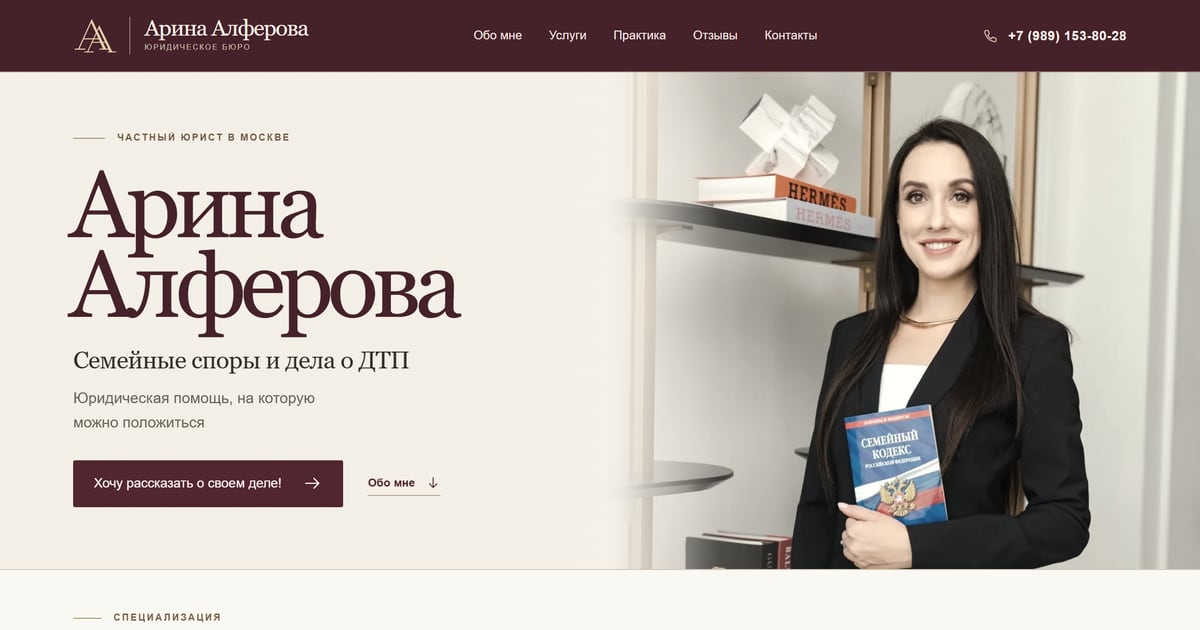 АА
Арина Алферова
ЮРИДИЧЕСКОЕ БЮРО
Обо мне
Услуги
Практика
Отзывы
Контакты
+7 (989) 153-80-28
ЧАСТНЫЙ ЮРИСТ В МОСКВЕ
Арина
Алферова
Семейные споры и дела о ДТП
Юридическая помощь, на которую
можно положиться
Хочу рассказать о своем деле!
Обо мне
HERMÈS
HERMÈS
СЕМЕЙНЫЙ
КОДЕКС
РОССИЙСКОЙ ФЕДЕРАЦИИ
СПЕЦИАЛИЗАЦИЯ